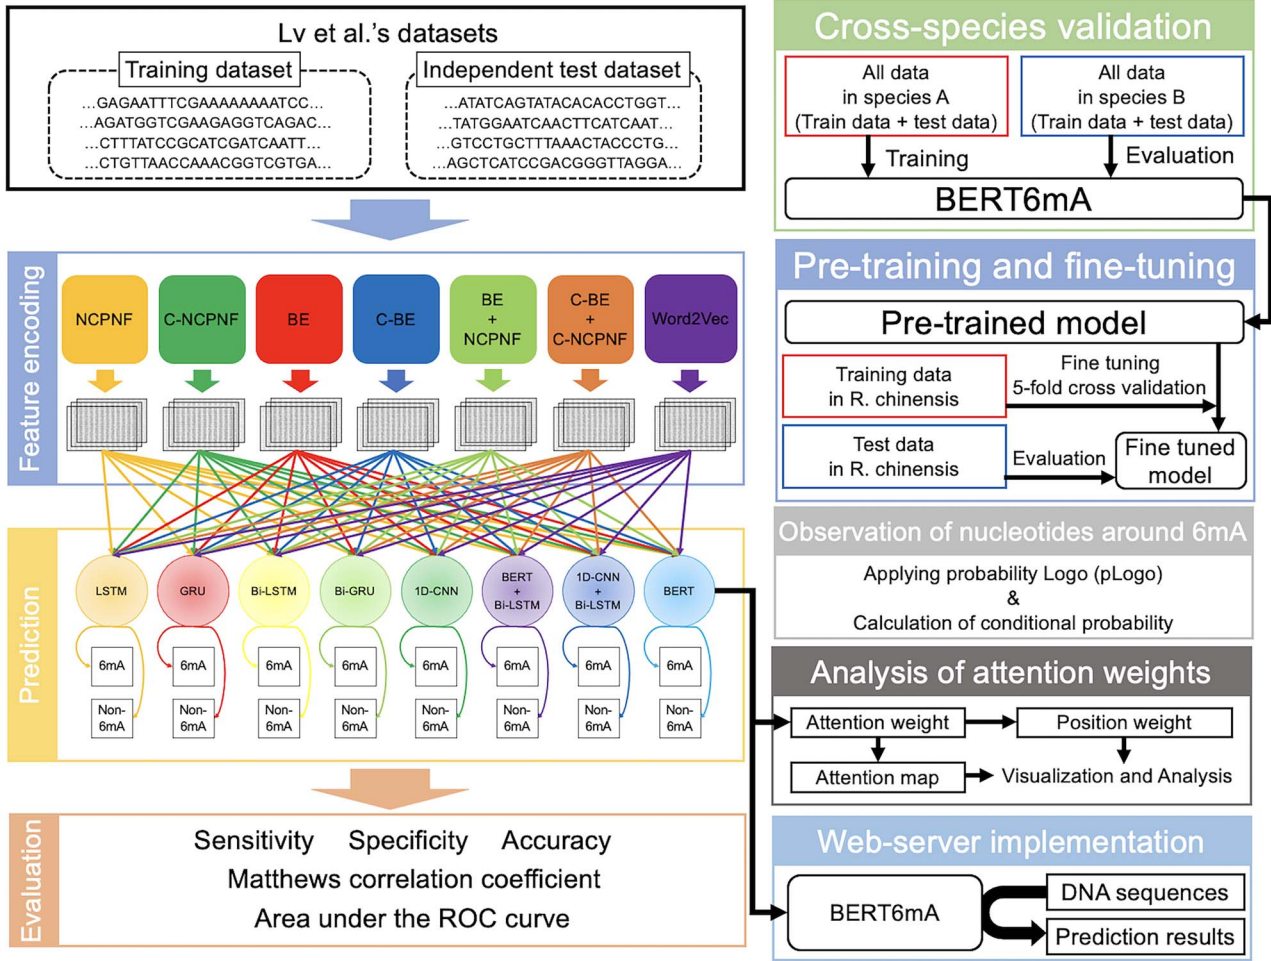 Lv et al.'s datasets
Training dataset
...GAGAATTTCGAAAAAAAATCC...
...AGATGGTCGAAGAGGTCAGAC...
...CTTTATCCGCATCGATCAATT...
...CTGTTAACCAAACGGTCGTGA...
Independent test dataset
...ATATCAGTATACACACCTGGT...
...TATGGAATCAACTTCATCAAT...
...GTCCTGCTTTAAACTACCCTG...
...AGCTCATCCGACGGGTTAGGA...
Feature encoding
NCPNF
C-NCPNF
BE
C-BE
BE
+
NCPNF
C-BE
+
C-NCPNF
Word2Vec
Prediction
LSTM
GRU
Bi-LSTM
Bi-GRU
1D-CNN
BERT
+
Bi-LSTM
1D-CNN
+
Bi-LSTM
BERT
6mA
6mA
6mA
6mA
6mA
6mA
6mA
6mA
Non-
6mA
Non-
6mA
Non-
6mA
Non-
6mA
Non-
6mA
Non-
6mA
Non-
6mA
Non-
6mA
Evaluation
Sensitivity Specificity Accuracy
Matthews correlation coefficient
Area under the ROC curve
Cross-species validation
All data
in species A
(Train data + test data)
All data
in species B
(Train data + test data)
Training
Evaluation
BERT6mA
Pre-training and fine-tuning
Pre-trained model
Training data
in R. chinensis
Fine tuning
5-fold cross validation
Test data
in R. chinensis
Evaluation
Fine tuned
model
Observation of nucleotides around 6mA
Applying probability Logo (pLogo)
&
Calculation of conditional probability
Analysis of attention weights
Attention weight
Position weight
Attention map
Visualization and Analysis
Web-server implementation
BERT6mA
DNA sequences
Prediction results